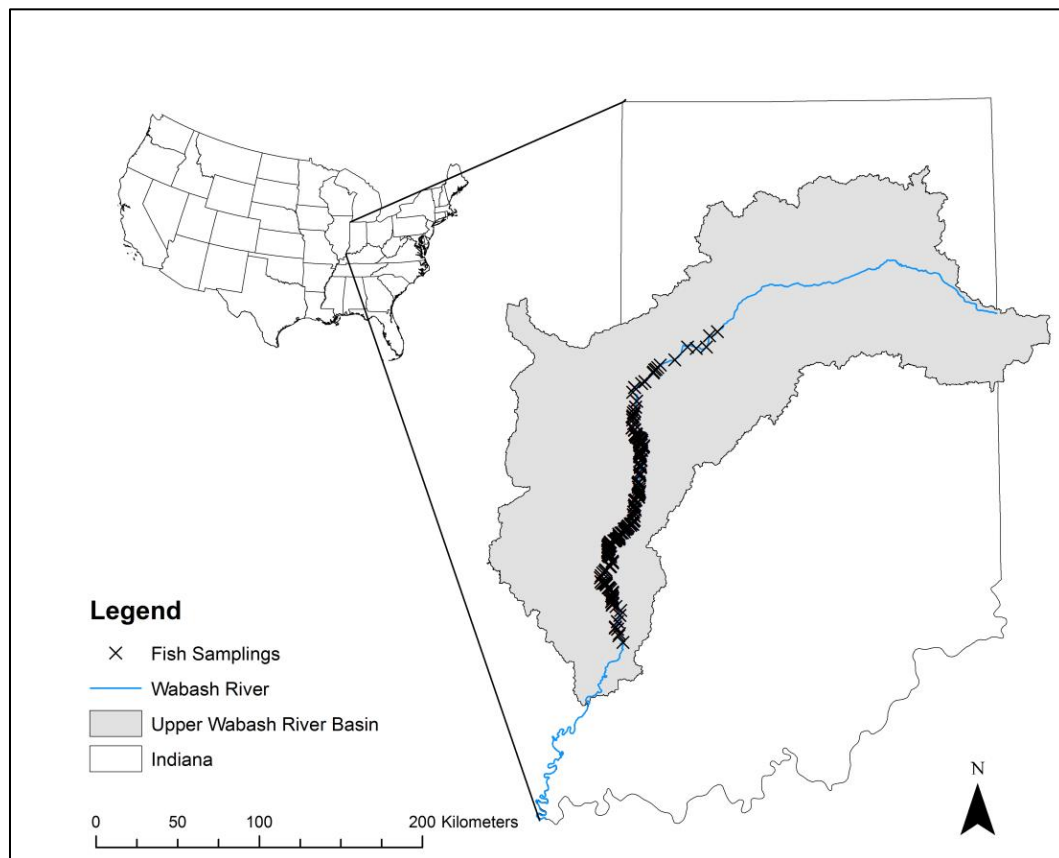 Legend
Fish Samplings
Wabash River
Upper Wabash River Basin
Indiana
0 50 100 200 Kilometers
N